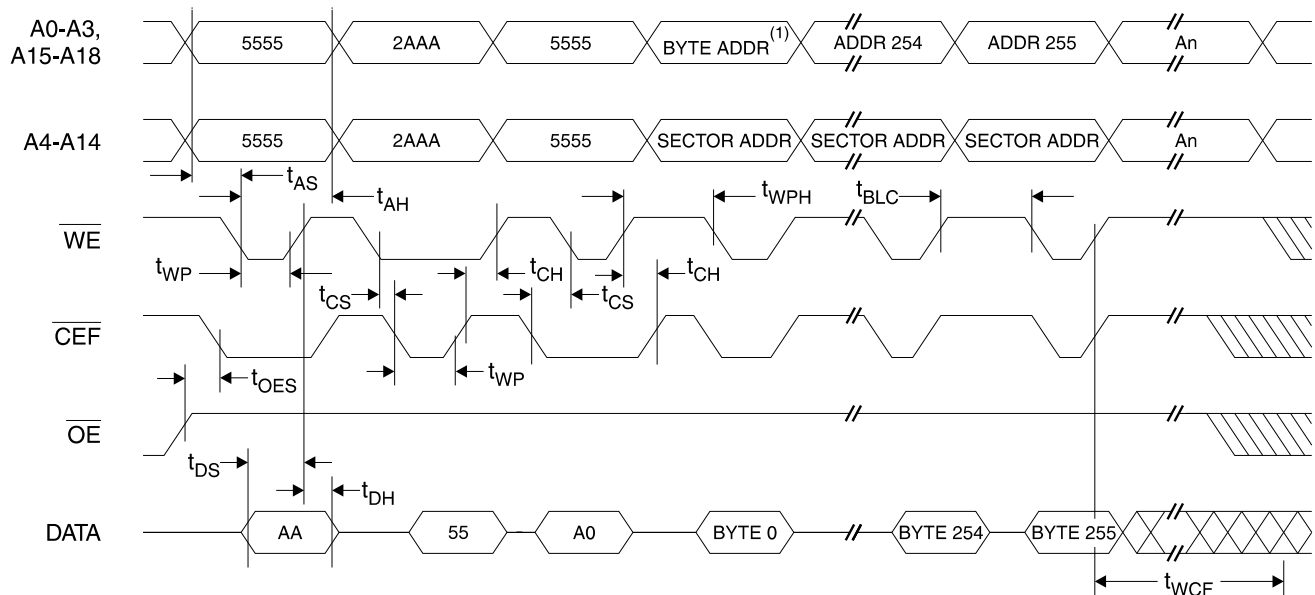 A0-A3,
A15-A18
5555 2AAA 5555 BYTE ADDR(1) ADDR 254 ADDR 255 An
A4-A14 5555 2AAA 5555 SECTOR ADDR SECTOR ADDR SECTOR ADDR An
tAS tAH tWPH tBLC
WE
tWP tCS tCH tCS tCH
CEF
tOES tWP
OE
tDS tDH
DATA AA 55 A0 BYTE 0 BYTE 254 BYTE 255
tWCF